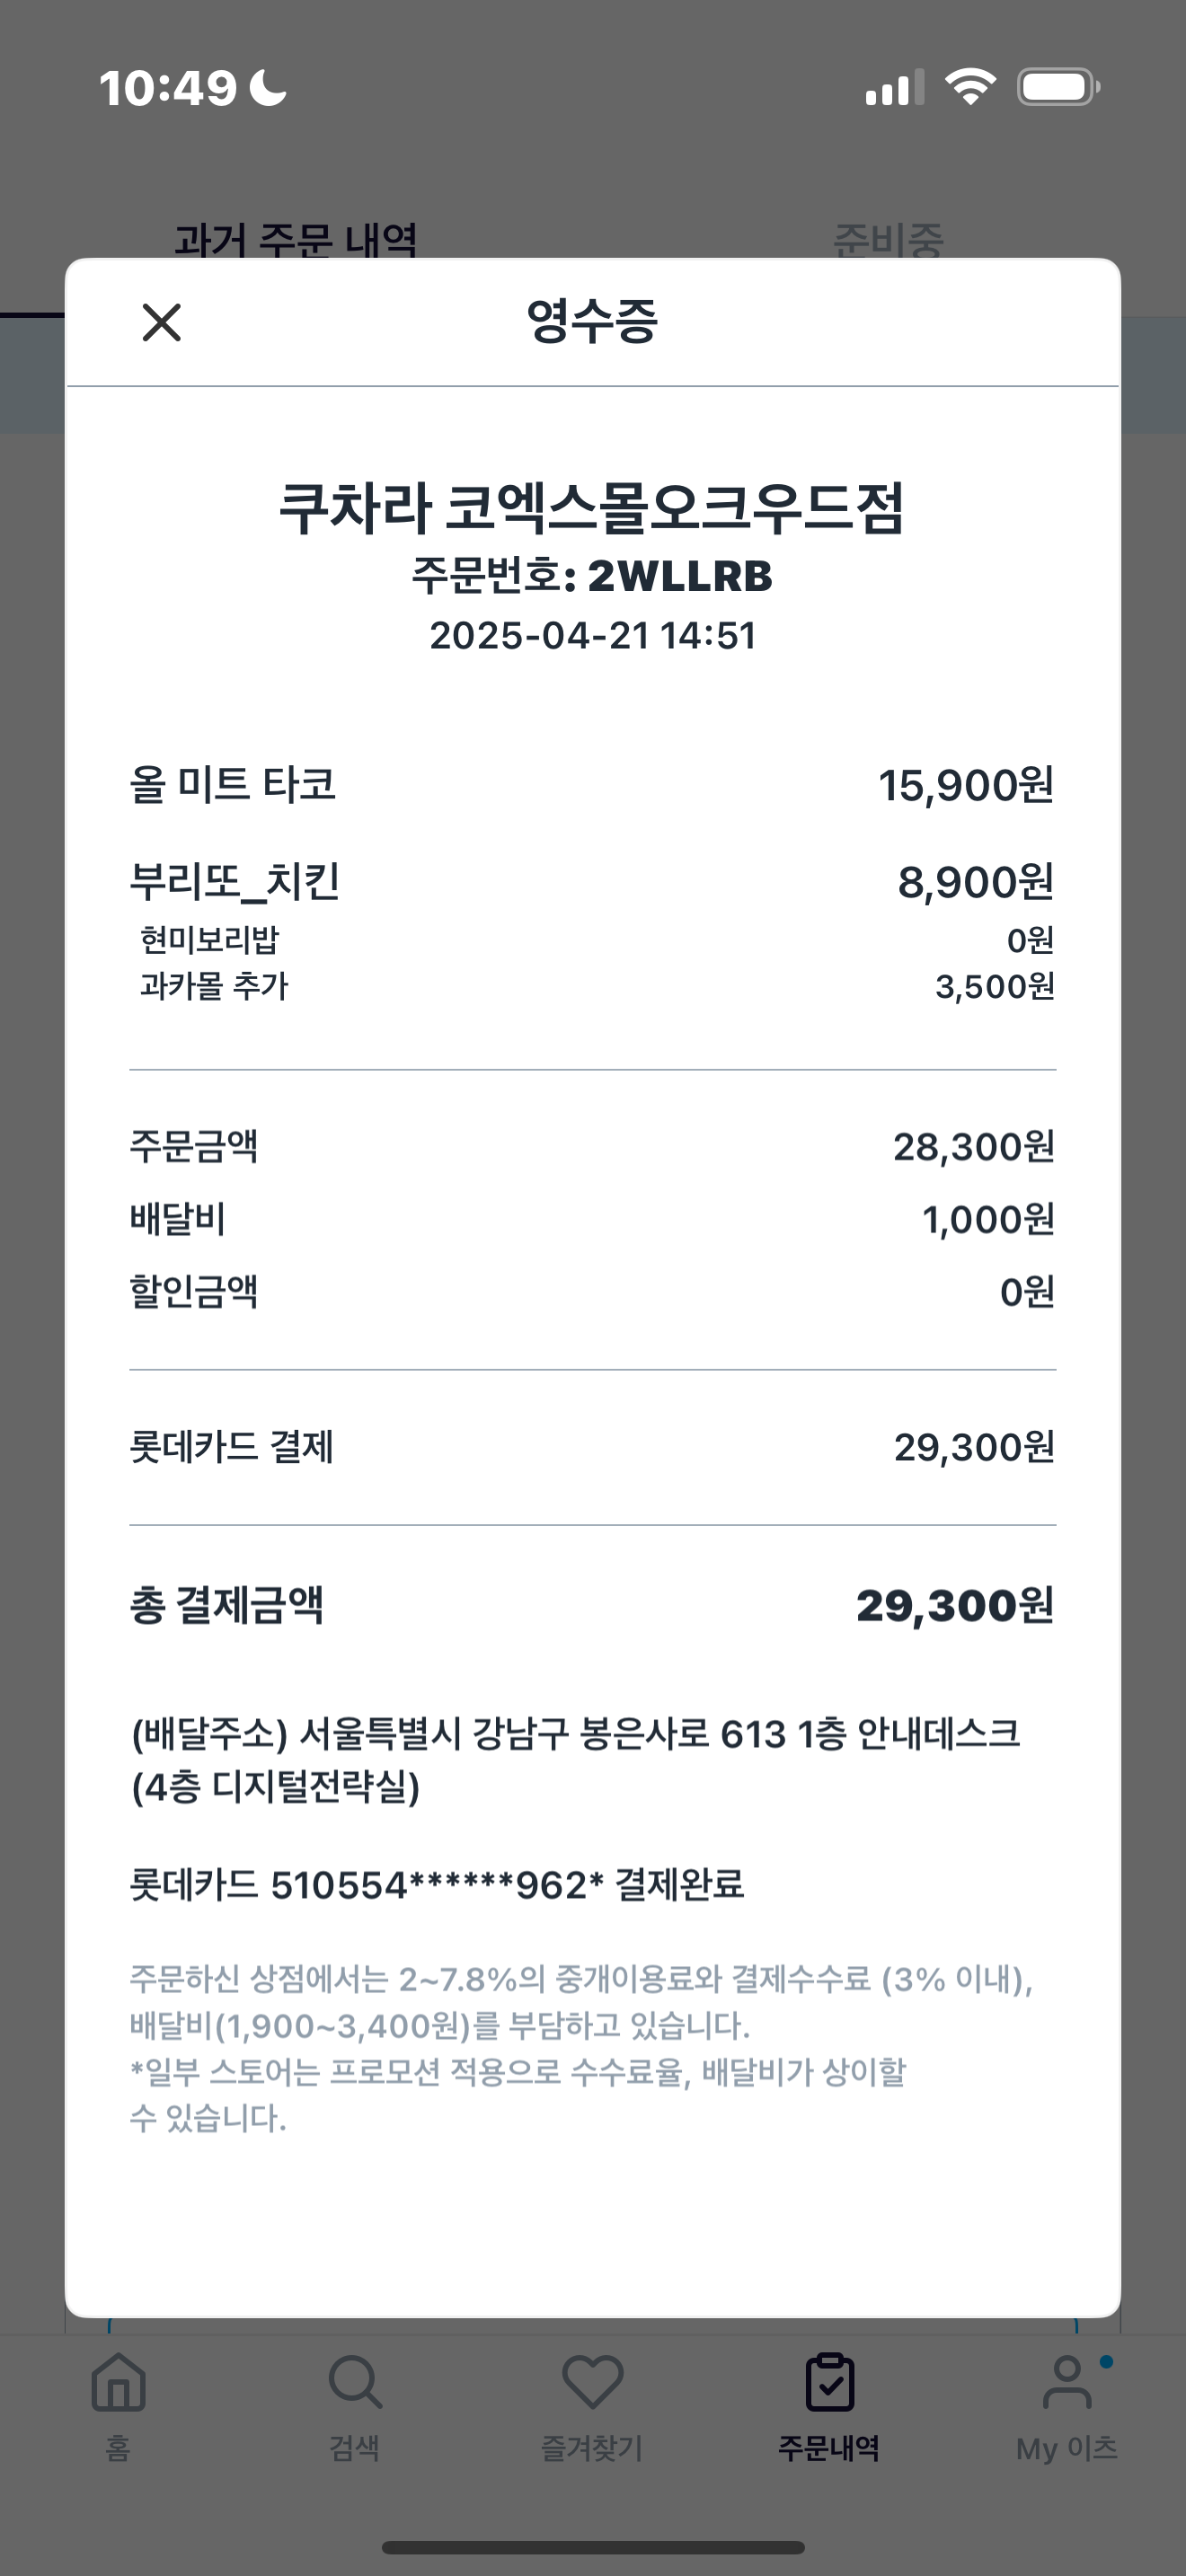 10:49
과거 주문 내역
준비중
영수증
쿠차라 코엑스몰오크우드점
주문번호: 2WLLRB
2025-04-21 14:51
올 미트 타코 15,900원
부리또_치킨 8,900원
현미보리밥 0원
과카몰 추가 3,500원
주문금액 28,300원
배달비 1,000원
할인금액 0원
롯데카드 결제 29,300원
총 결제금액 29,300원
(배달주소) 서울특별시 강남구 봉은사로 613 1층 안내데스크
(4층 디지털전략실)
롯데카드 510554******962* 결제완료
주문하신 상점에서는 2~7.8%의 중개이용료와 결제수수료 (3% 이내),
배달비(1,900~3,400원)를 부담하고 있습니다.
*일부 스토어는 프로모션 적용으로 수수료율, 배달비가 상이할
수 있습니다.
홈
검색
즐겨찾기
주문내역
My 이츠